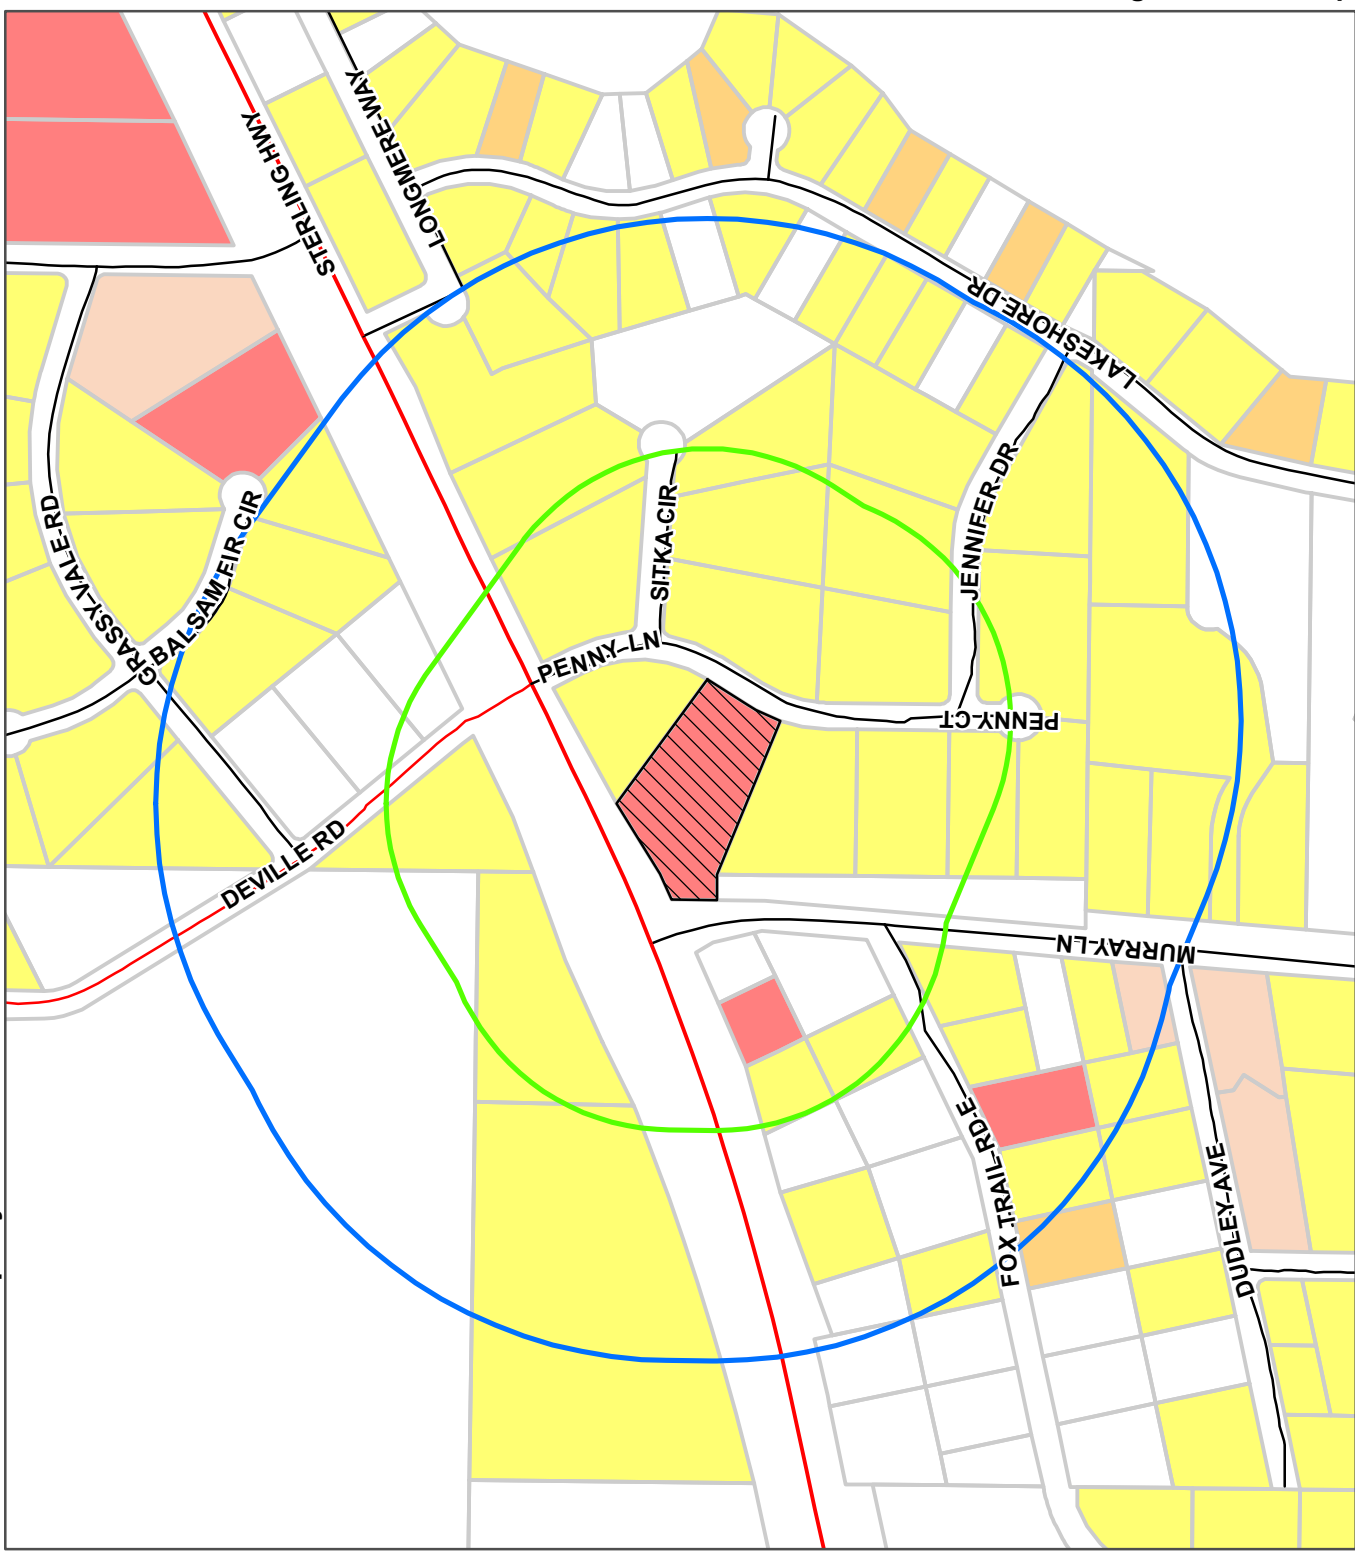 STERLING-HWY
LONGMERE-WAY
LAKESHORE-DR
JENNIFER-DR
SITKA-CIR
GRASSY-VALE-RD
BALSAM FIR CIR
PENNY-LN
PENNY-CT
DEVILLE-RD
MURRAY-LN
FOX TRAIL-RD-E
DUDLEY-AVE